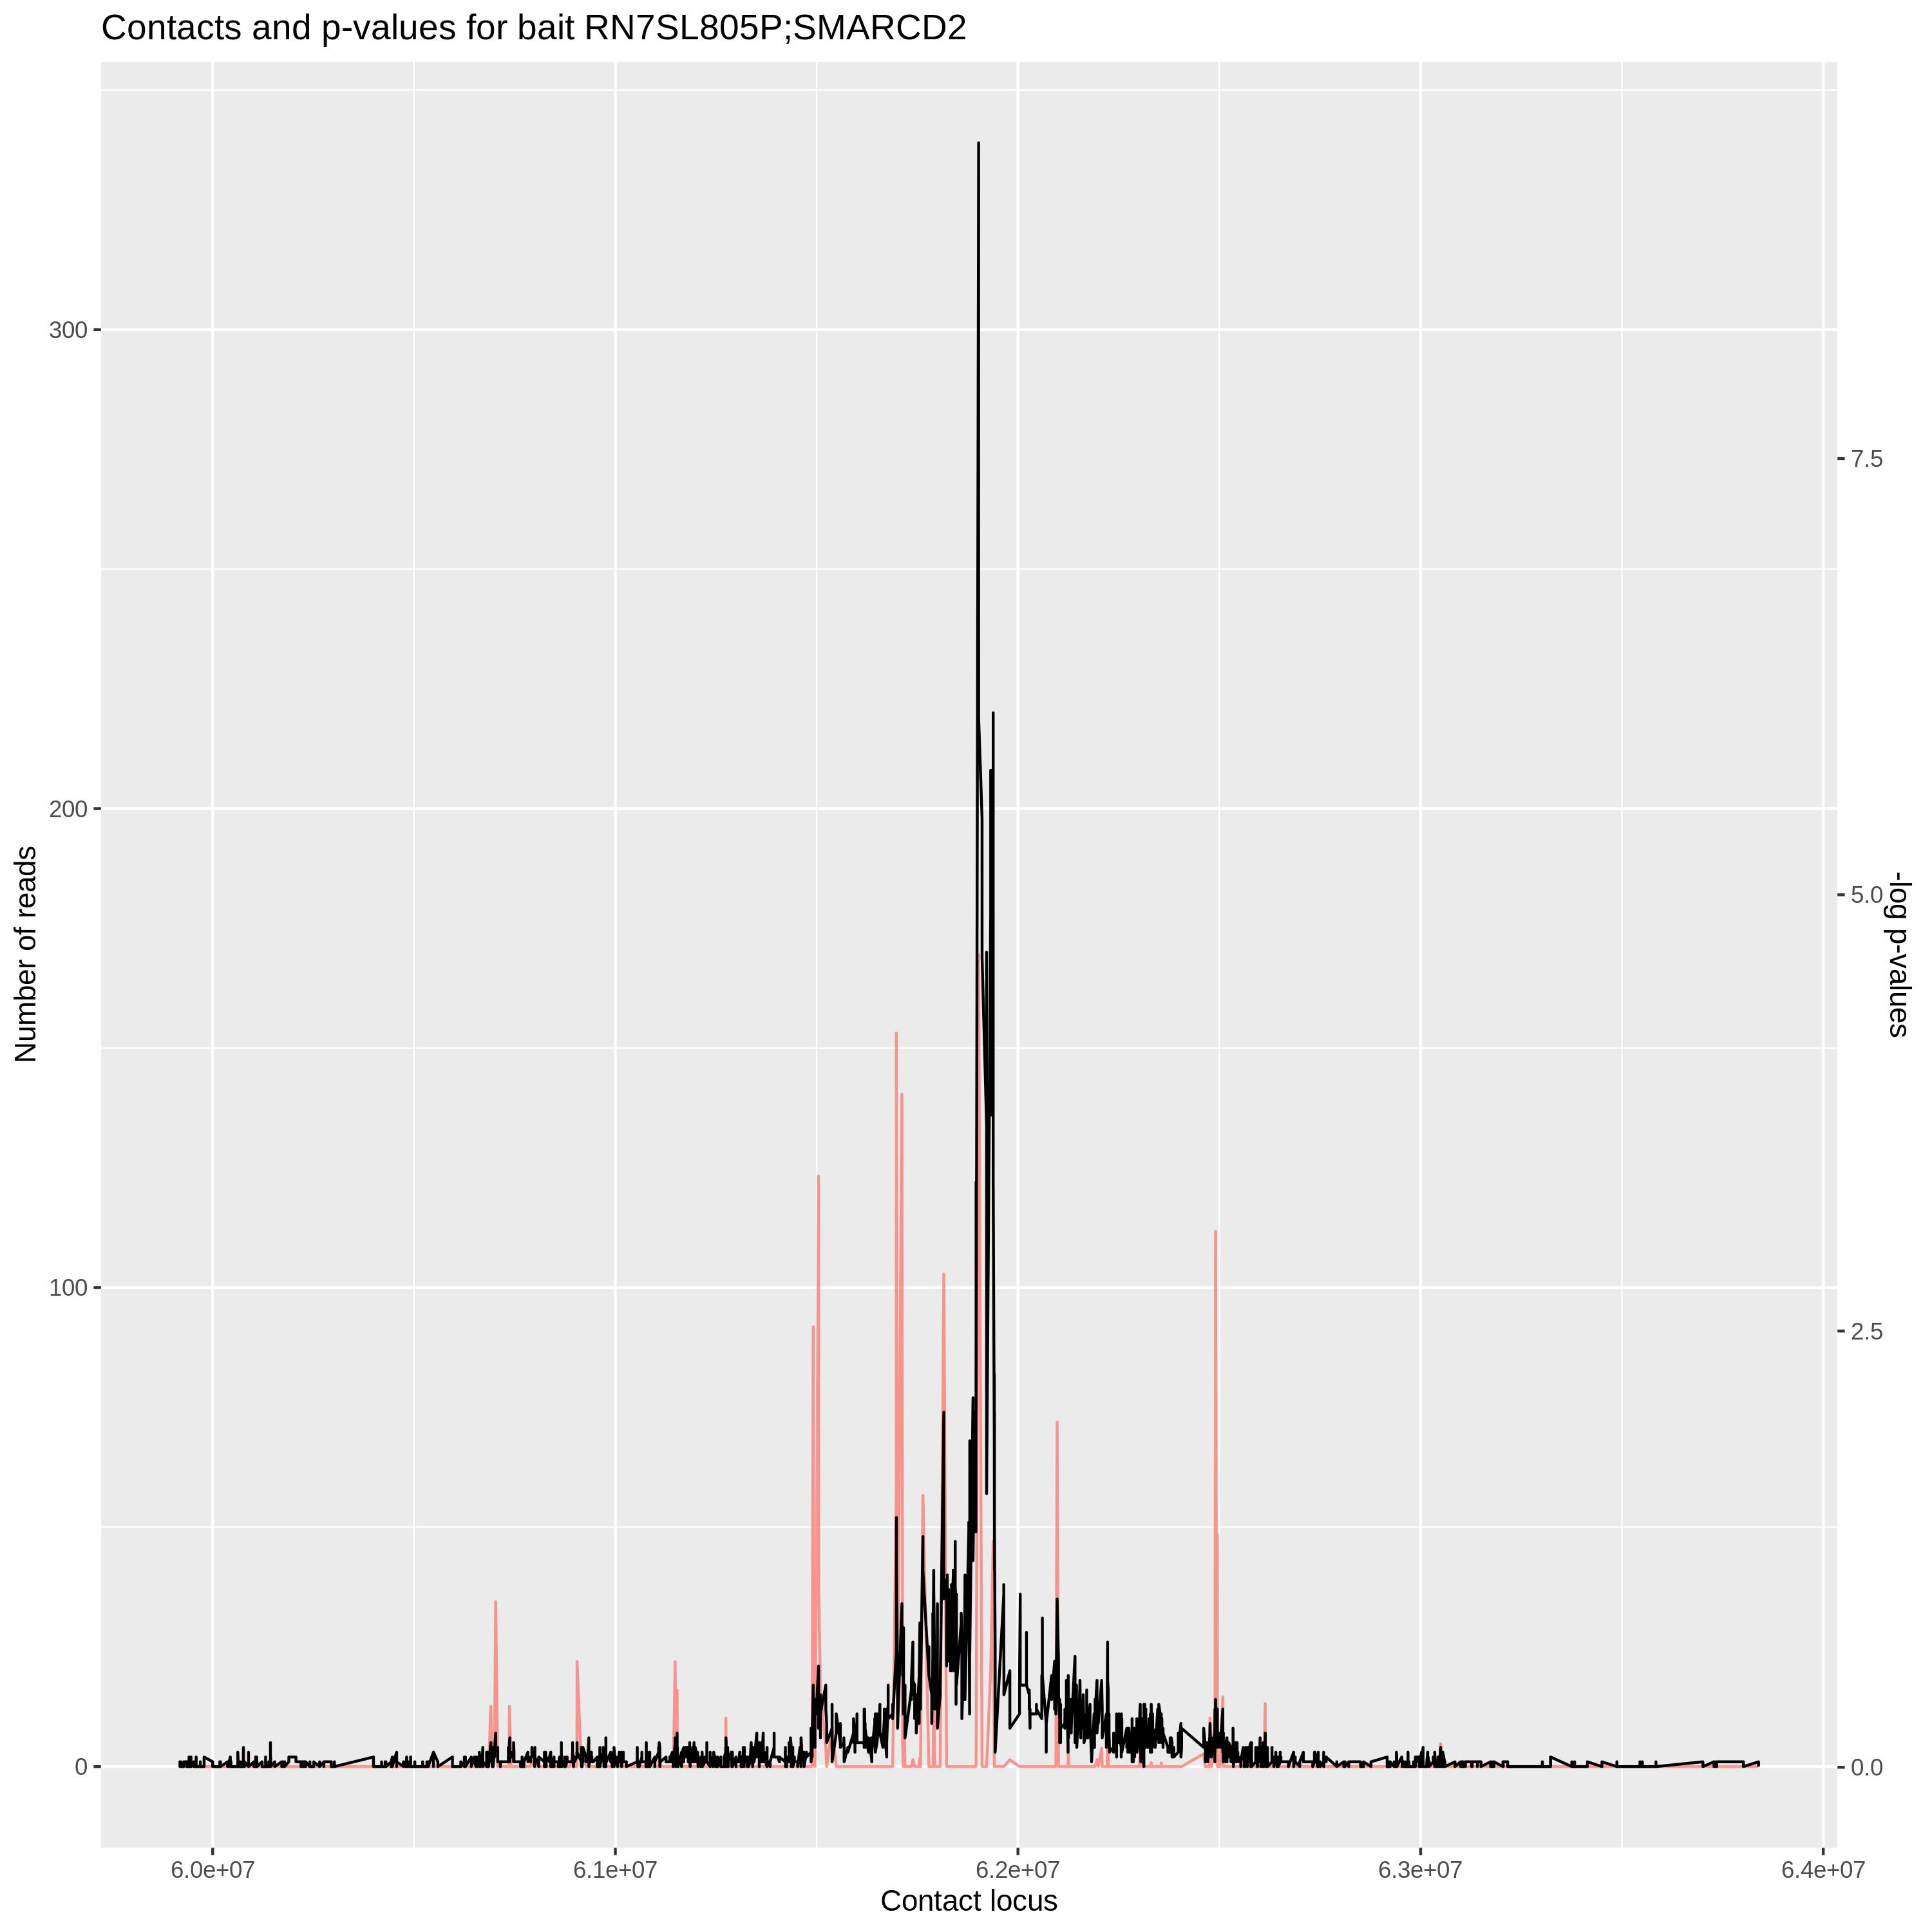 Contacts and p-values for bait RN7SL805P;SMARCD2
Number of reads
300
200
100
0
7.5
5.0
2.5
0.0
-log p-values
6.0e+07
6.1e+07
6.2e+07
6.3e+07
6.4e+07
Contact locus